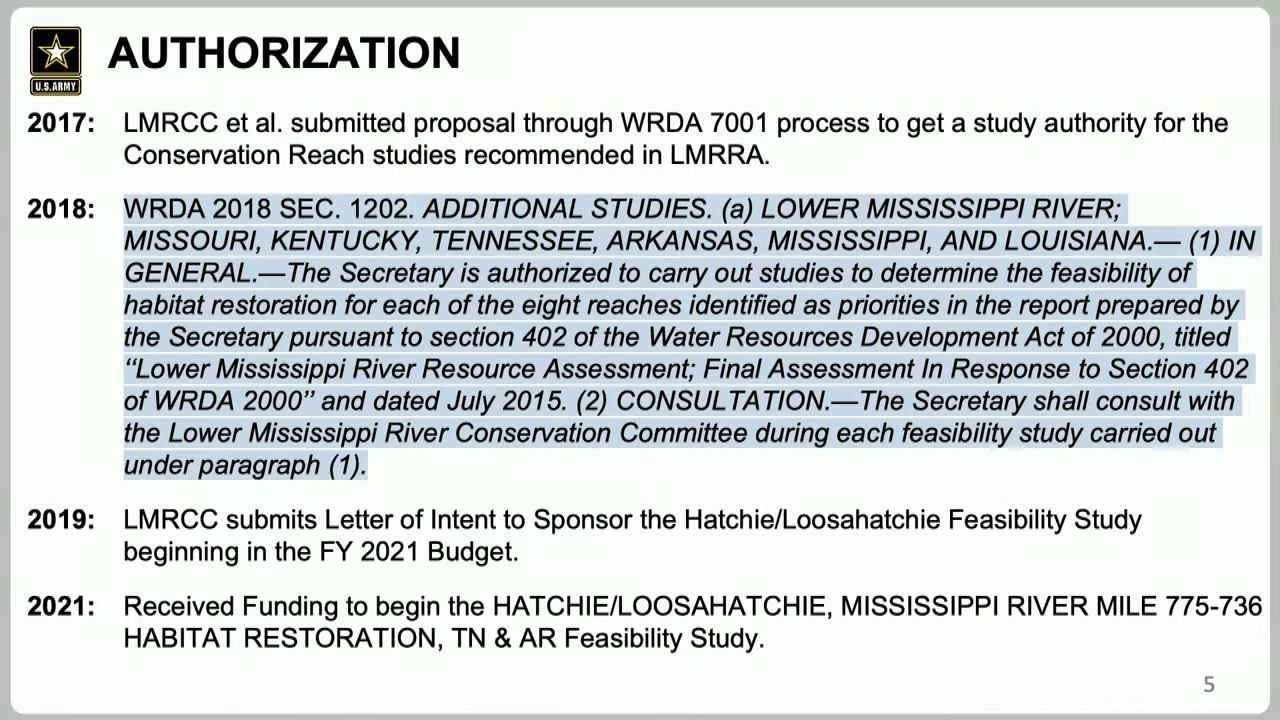 U.S.ARMY
AUTHORIZATION
2017: LMRCC et al. submitted proposal through WRDA 7001 process to get a study authority for the
Conservation Reach studies recommended in LMRRA.
2018: WRDA 2018 SEC. 1202. ADDITIONAL STUDIES. (a) LOWER MISSISSIPPI RIVER;
MISSOURI, KENTUCKY, TENNESSEE, ARKANSAS, MISSISSIPPI, AND LOUISIANA.— (1) IN
GENERAL.—The Secretary is authorized to carry out studies to determine the feasibility of
habitat restoration for each of the eight reaches identified as priorities in the report prepared by
the Secretary pursuant to section 402 of the Water Resources Development Act of 2000, titled
‘‘Lower Mississippi River Resource Assessment; Final Assessment In Response to Section 402
of WRDA 2000’’ and dated July 2015. (2) CONSULTATION.—The Secretary shall consult with
the Lower Mississippi River Conservation Committee during each feasibility study carried out
under paragraph (1).
2019: LMRCC submits Letter of Intent to Sponsor the Hatchie/Loosahatchie Feasibility Study
beginning in the FY 2021 Budget.
2021: Received Funding to begin the HATCHIE/LOOSAHATCHIE, MISSISSIPPI RIVER MILE 775-736
HABITAT RESTORATION, TN & AR Feasibility Study.
5